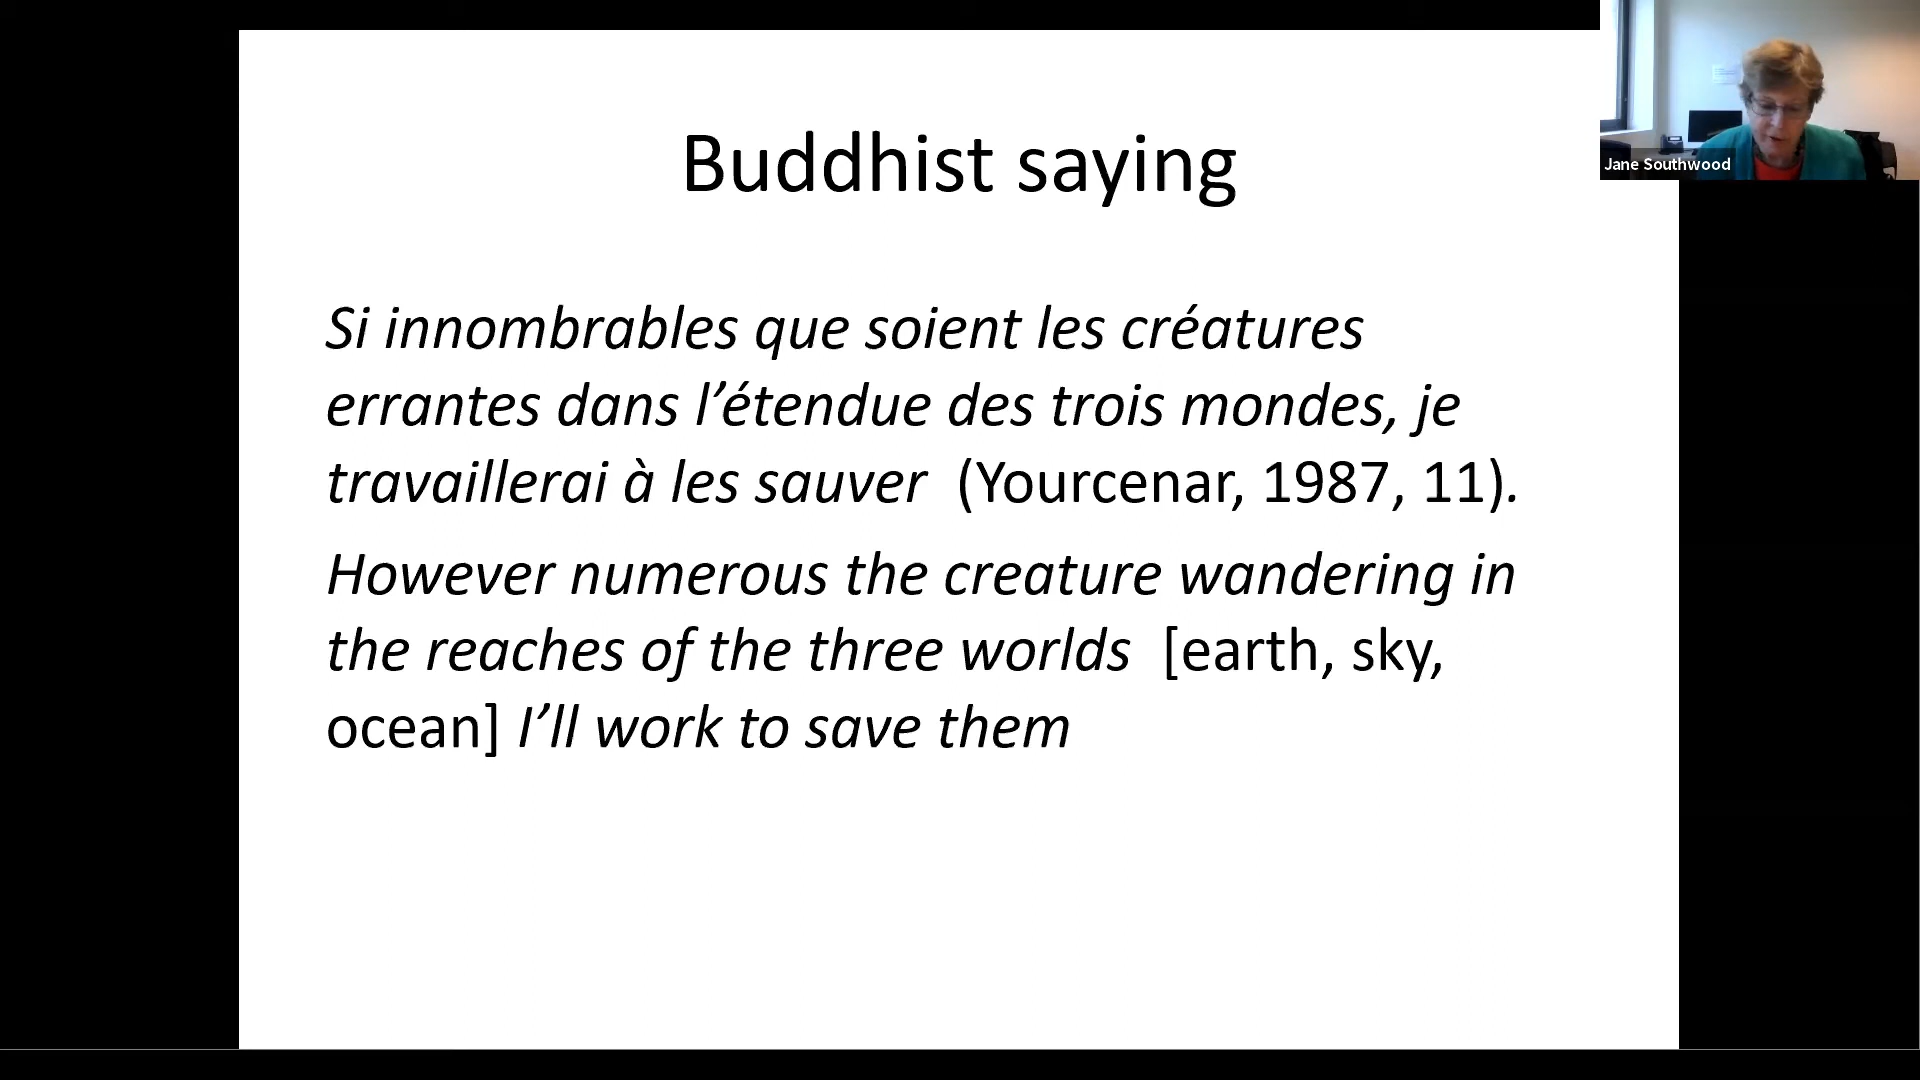 Buddhist saying
Si innombrables que soient les créatures
errantes dans l’étendue des trois mondes, je
travaillerai à les sauver (Yourcenar, 1987, 11).
However numerous the creature wandering in
the reaches of the three worlds [earth, sky,
ocean] I’ll work to save them
Jane Southwood